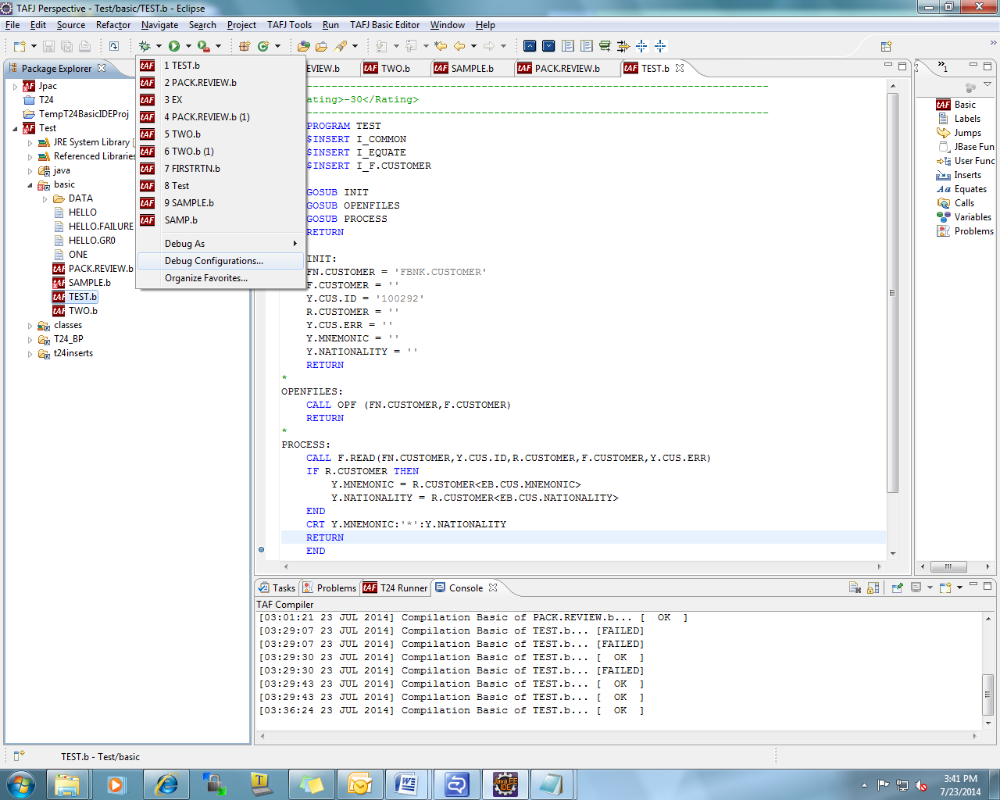 TAFJ Perspective - Test/basic/TEST.b - Eclipse
File Edit Source Refactor Navigate Search Project TAFJ Tools Run TAFJ Basic Editor Window Help
Package Explorer
Jpac
T24
TempT24BasicIDEProj
Test
JRE System Library [
Referenced Libraries
java
basic
DATA
HELLO
HELLO.FAILURE
HELLO.GR0
ONE
PACK.REVIEW.b
SAMPLE.b
TEST.b
TWO.b
classes
T24_BP
t24inserts
1 TEST.b
2 PACK.REVIEW.b
3 EX
4 PACK.REVIEW.b (1)
5 TWO.b
6 TWO.b (1)
7 FIRSTRTN.b
8 Test
9 SAMPLE.b
SAMP.b
Debug As
Debug Configurations...
Organize Favorites...
EVIEW.b TWO.b SAMPLE.b PACK.REVIEW.b TEST.b
ating>-30</Rating>
PROGRAM TEST
$INSERT I_COMMON
$INSERT I_EQUATE
$INSERT I_F.CUSTOMER
GOSUB INIT
GOSUB OPENFILES
GOSUB PROCESS
RETURN
INIT:
FN.CUSTOMER = 'FBNK.CUSTOMER'
F.CUSTOMER = ''
Y.CUS.ID = '100292'
R.CUSTOMER = ''
Y.CUS.ERR = ''
Y.MNEMONIC = ''
Y.NATIONALITY = ''
RETURN
*
OPENFILES:
CALL OPF (FN.CUSTOMER,F.CUSTOMER)
RETURN
*
PROCESS:
CALL F.READ(FN.CUSTOMER,Y.CUS.ID,R.CUSTOMER,F.CUSTOMER,Y.CUS.ERR)
IF R.CUSTOMER THEN
Y.MNEMONIC = R.CUSTOMER<EB.CUS.MNEMONIC>
Y.NATIONALITY = R.CUSTOMER<EB.CUS.NATIONALITY>
END
CRT Y.MNEMONIC:'*':Y.NATIONALITY
RETURN
END
1
Basic
Labels
Jumps
JBase Fun
User Func
Inserts
Equates
Calls
Variables
Problems
Tasks Problems T24 Runner Console
TAF Compiler
[03:01:21 23 JUL 2014] Compilation Basic of PACK.REVIEW.b... [ OK ]
[03:29:07 23 JUL 2014] Compilation Basic of TEST.b... [FAILED]
[03:29:07 23 JUL 2014] Compilation Basic of TEST.b... [FAILED]
[03:29:30 23 JUL 2014] Compilation Basic of TEST.b... [ OK ]
[03:29:30 23 JUL 2014] Compilation Basic of TEST.b... [FAILED]
[03:29:43 23 JUL 2014] Compilation Basic of TEST.b... [ OK ]
[03:29:43 23 JUL 2014] Compilation Basic of TEST.b... [ OK ]
[03:36:24 23 JUL 2014] Compilation Basic of TEST.b... [ OK ]
TEST.b - Test/basic
Java EE
IDE
3:41 PM
7/23/2014